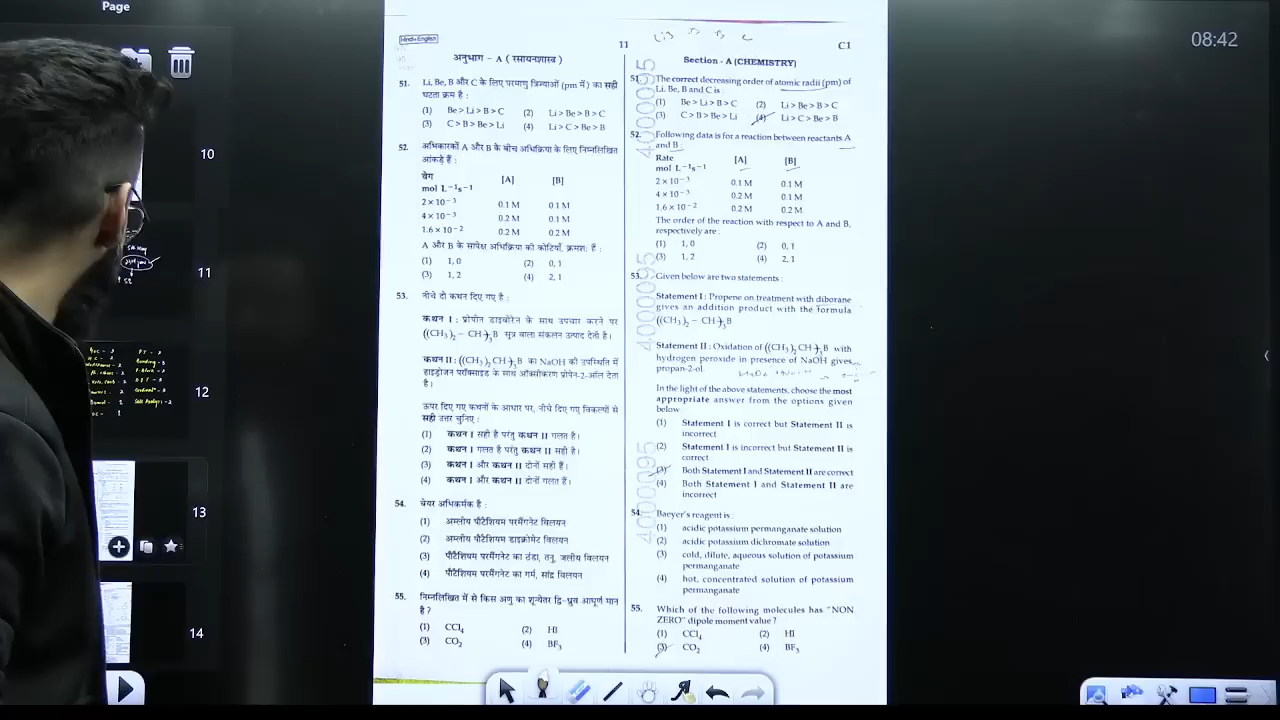 Page
08:42
Hindi+English
11
C1
अनुभाग - A ( रसायनशास्त्र )
51. Li, Be, B और C के लिए परमाणु त्रिज्याओं (pm में) का सही
घटता क्रम है :
(1) Be > Li > B > C (2) Li > Be > B > C
(3) C > B > Be > Li (4) Li > C > Be > B
52. अभिकारकों A और B के बीच अभिक्रिया के लिए निम्नलिखित
आंकड़े हैं :
वेग [A] [B]
mol L⁻¹s⁻¹
2 × 10⁻³ 0.1 M 0.1 M
4 × 10⁻³ 0.2 M 0.1 M
1.6 × 10⁻² 0.2 M 0.2 M
A और B के सापेक्ष अभिक्रिया की कोटियाँ, क्रमशः हैं :
(1) 1, 0 (2) 0, 1
(3) 1, 2 (4) 2, 1
53. नीचे दो कथन दिए गए है :
कथन I : प्रोपीन डाइबोरेन के साथ उपचार करने पर
((CH₃)₂ – CH)₃B सूत्र वाला संकलन उत्पाद देती है।
कथन II : ((CH₃)₂CH)₃B का NaOH की उपस्थिति में
हाइड्रोजन परॉक्साइड के साथ ऑक्सीकरण प्रोपेन-2-ऑल देता
है।
ऊपर दिए गए कथनों के आधार पर, नीचे दिए गए विकल्पों से
सही उत्तर चुनिए :
(1) कथन I सही है परंतु कथन II गलत है।
(2) कथन I गलत है परंतु कथन II सही है।
(3) कथन I और कथन II दोनों सही हैं।
(4) कथन I और कथन II दोनों गलत हैं।
54. बेयर अभिकर्मक है :
(1) अम्लीय पोटैशियम परमैंगनेट विलयन
(2) अम्लीय पोटैशियम डाइक्रोमेट विलयन
(3) पोटैशियम परमैंगनेट का ठंडा, तनु, जलीय विलयन
(4) पोटैशियम परमैंगनेट का गर्म, सांद्र विलयन
55. निम्नलिखित में से किस अणु का शून्येतर द्वि-ध्रुव आघूर्ण मान
है ?
(1) CCl₄ (2) HI
(3) CO₂ (4) BF₃
Section - A (CHEMISTRY)
51. The correct decreasing order of atomic radii (pm) of
Li, Be, B and C is :
(1) Be > Li > B > C (2) Li > Be > B > C
(3) C > B > Be > Li (4) Li > C > Be > B
52. Following data is for a reaction between reactants A
and B :
Rate [A] [B]
mol L⁻¹s⁻¹
2 × 10⁻³ 0.1 M 0.1 M
4 × 10⁻³ 0.2 M 0.1 M
1.6 × 10⁻² 0.2 M 0.2 M
The order of the reaction with respect to A and B,
respectively are :
(1) 1, 0 (2) 0, 1
(3) 1, 2 (4) 2, 1
53. Given below are two statements :
Statement I : Propene on treatment with diborane
gives an addition product with the formula
((CH₃)₂ – CH)₃B
Statement II : Oxidation of ((CH₃)₂CH)₃B with
hydrogen peroxide in presence of NaOH gives
propan-2-ol.
In the light of the above statements, choose the most
appropriate answer from the options given
below
(1) Statement I is correct but Statement II is
incorrect
(2) Statement I is incorrect but Statement II is
correct
(3) Both Statement I and Statement II are correct
(4) Both Statement I and Statement II are
incorrect
54. Baeyer's reagent is :
(1) acidic potassium permanganate solution
(2) acidic potassium dichromate solution
(3) cold, dilute, aqueous solution of potassium
permanganate
(4) hot, concentrated solution of potassium
permanganate
55. Which of the following molecules has "NON
ZERO" dipole moment value ?
(1) CCl₄ (2) HI
(3) CO₂ (4) BF₃
4000095
4000095
4000095
10
11
12
13